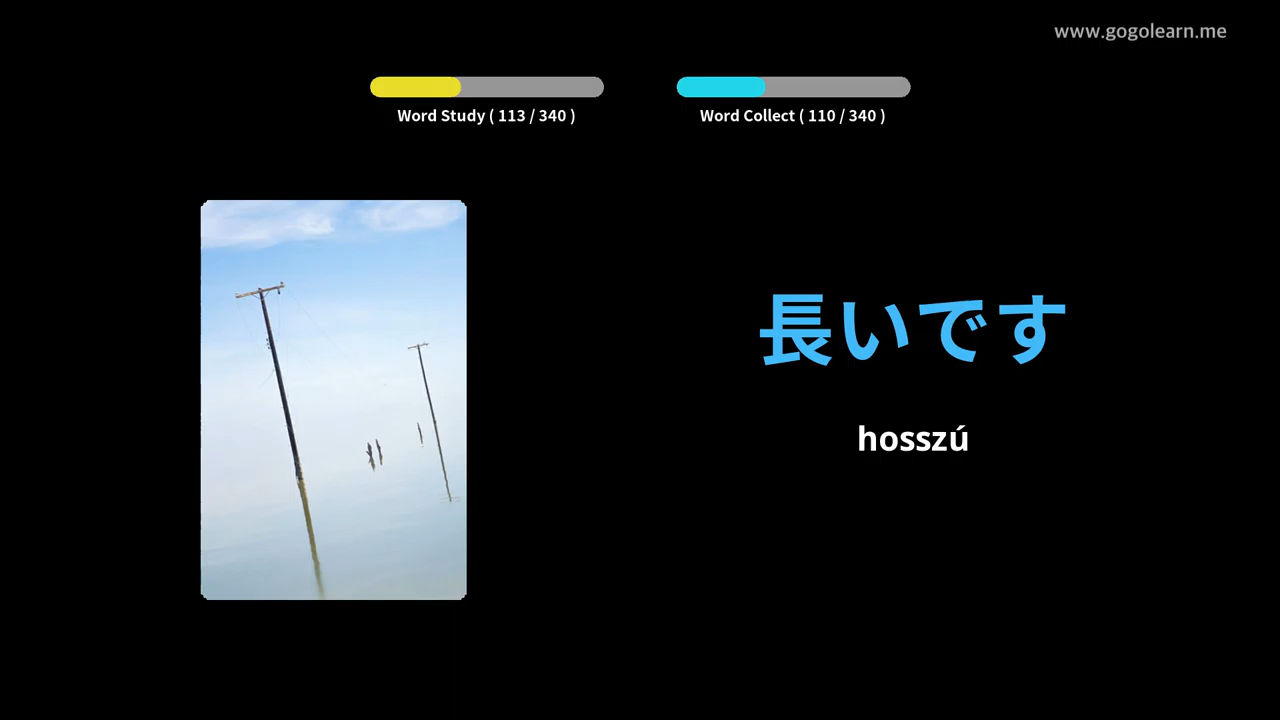 www.gogolearn.me
Word Study ( 113 / 340 )
Word Collect ( 110 / 340 )
長いです
hosszú